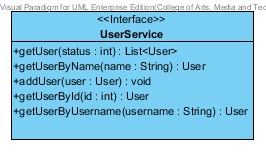 Visual Paradigm for UML Enterprise Edition(College of Arts, Media and Tec
<<Interface>>
UserService
+getUser(status : int) : List<User>
+getUserByName(name : String) : User
+addUser(user : User) : void
+getUserById(id : int) : User
+getUserByUsername(username : String) : User